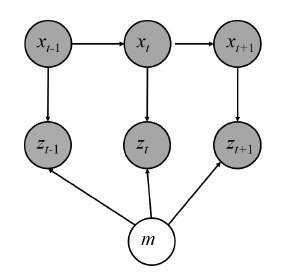 x_{t-1} x_t x_{t+1}
z_{t-1} z_t z_{t+1}
m